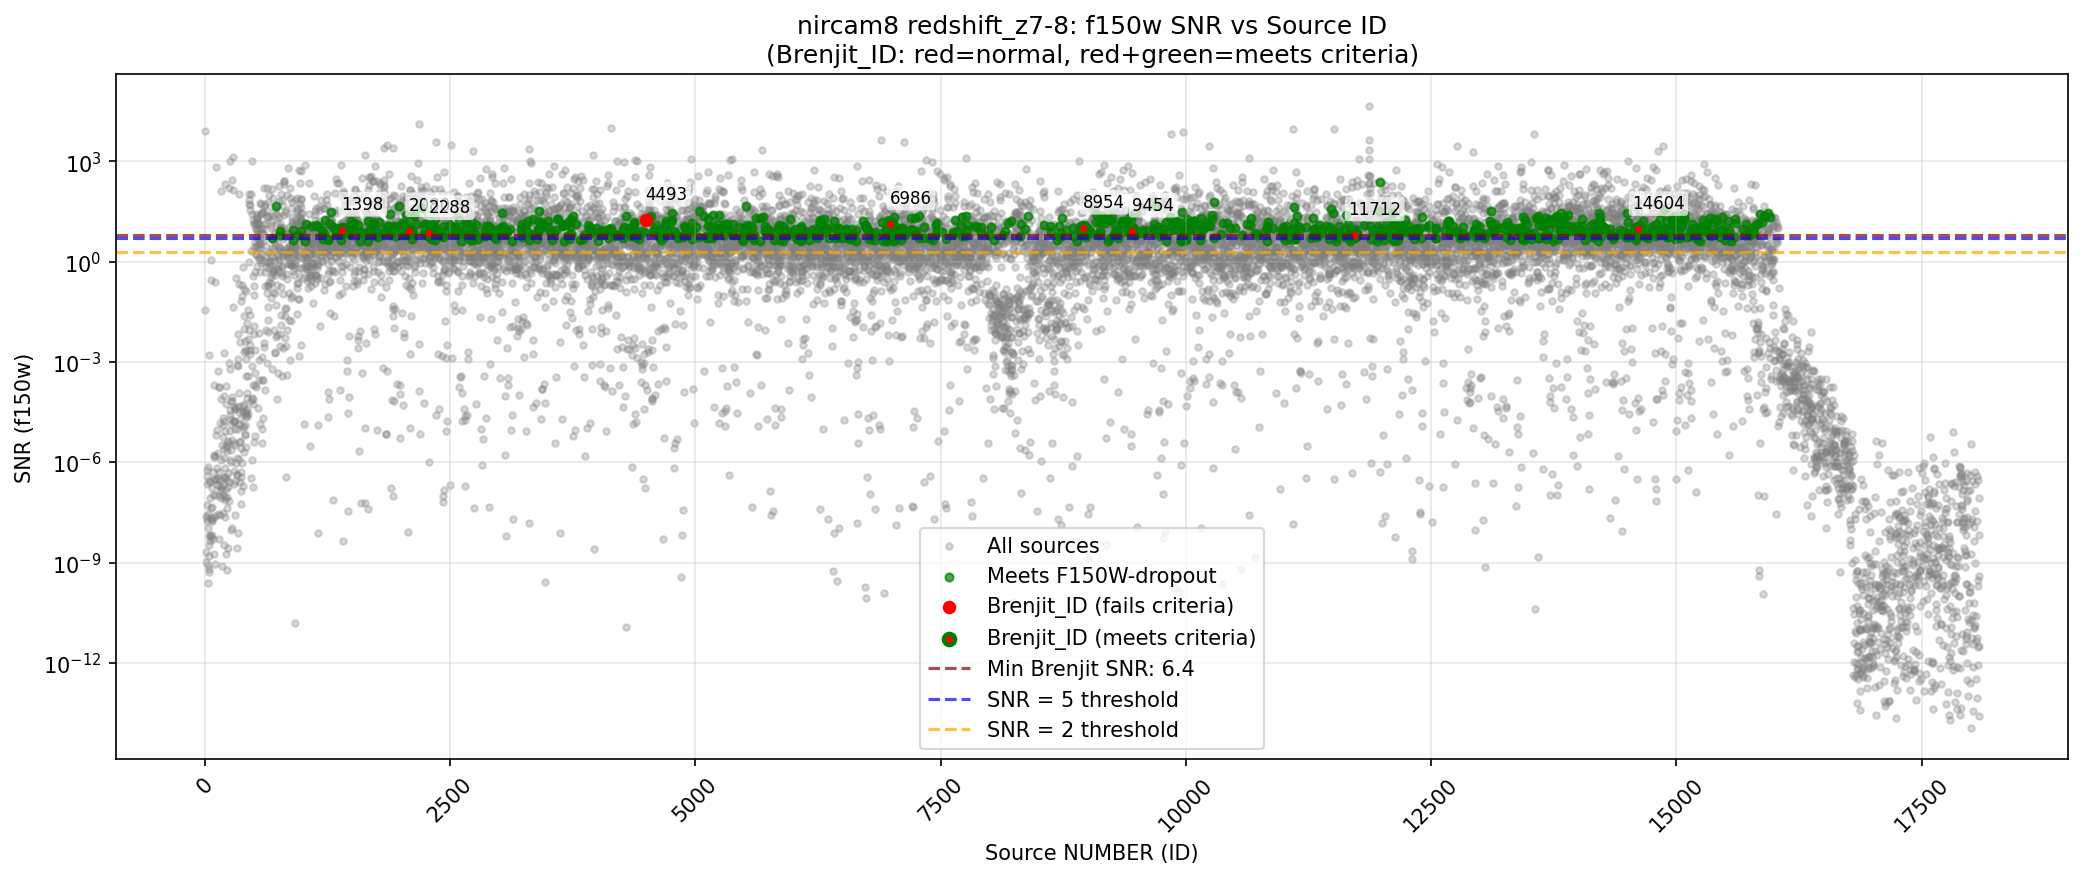 nircam8 redshift_z7-8: f150w SNR vs Source ID
(Brenjit_ID: red=normal, red+green=meets criteria)
SNR (f150w)
10^3
10^0
10^-3
10^-6
10^-9
10^-12
1398
2288
4493
6986
8954
9454
11712
14604
All sources
Meets F150W-dropout
Brenjit_ID (fails criteria)
Brenjit_ID (meets criteria)
Min Brenjit SNR: 6.4
SNR = 5 threshold
SNR = 2 threshold
0
2500
5000
7500
10000
12500
15000
17500
Source NUMBER (ID)